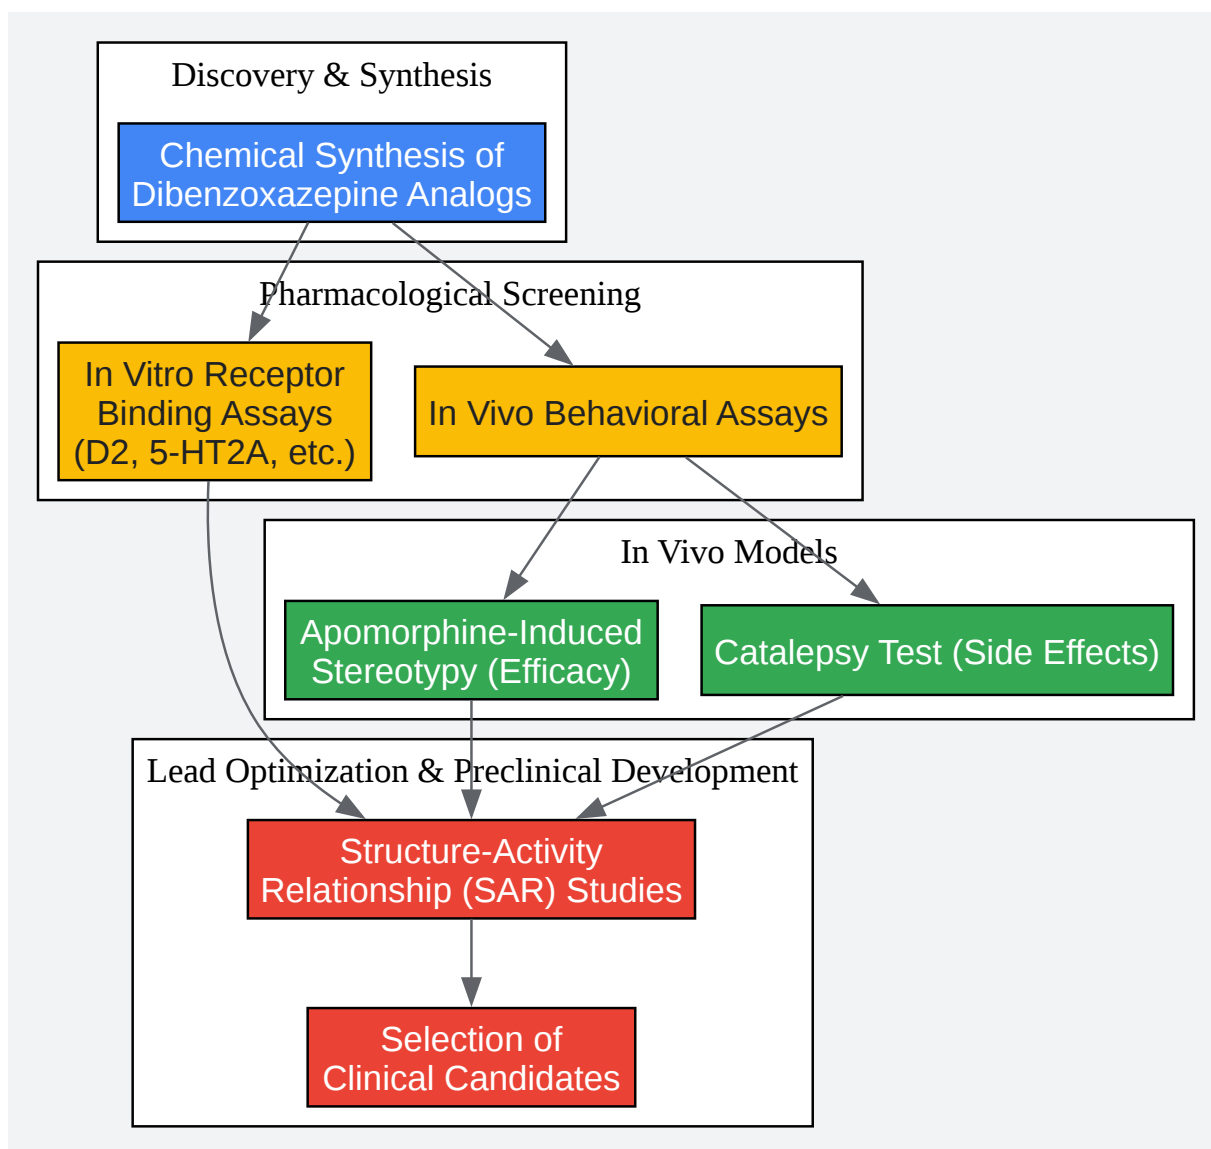 Discovery & Synthesis
Chemical Synthesis of
Dibenzoxazepine Analogs
Pharmacological Screening
In Vitro Receptor
Binding Assays
(D2, 5-HT2A, etc.)
In Vivo Behavioral Assays
In Vivo Models
Apomorphine-Induced
Stereotypy (Efficacy)
Catalepsy Test (Side Effects)
Lead Optimization & Preclinical Development
Structure-Activity
Relationship (SAR) Studies
Selection of
Clinical Candidates